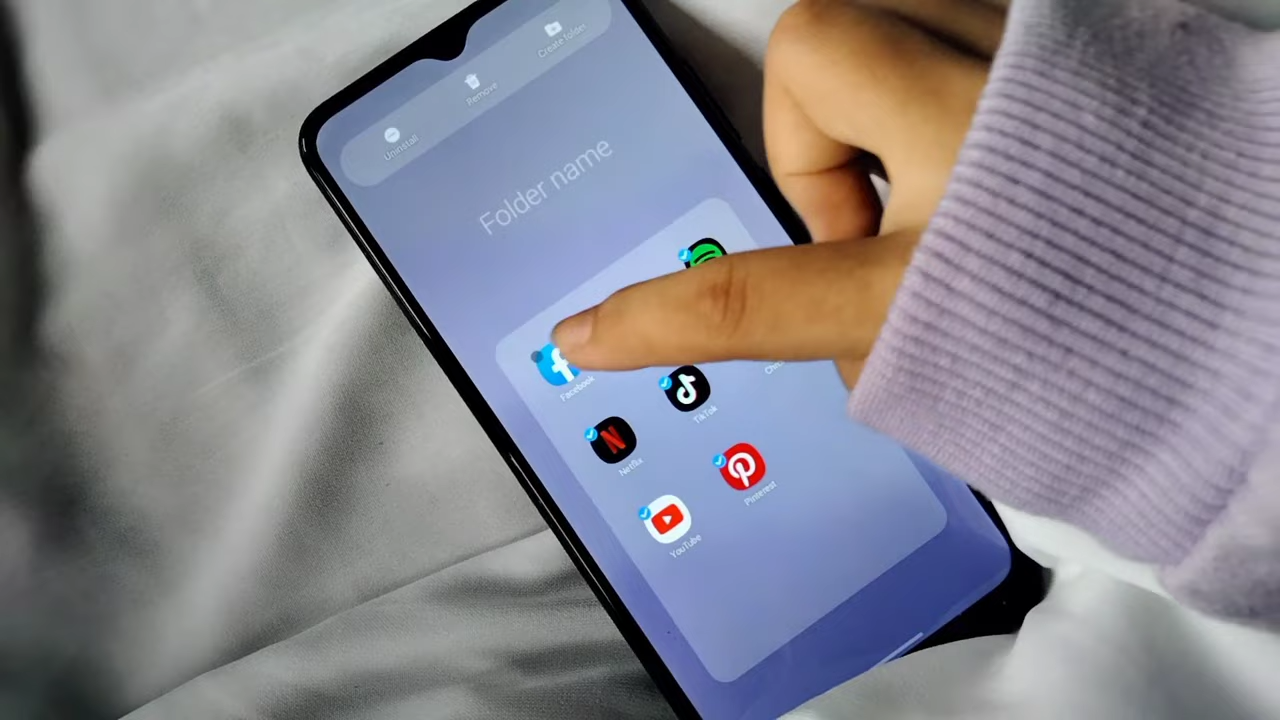 Uninstall
Remove
Create folder
Folder name
Facebook
TikTok
Netflix
Pinterest
YouTube